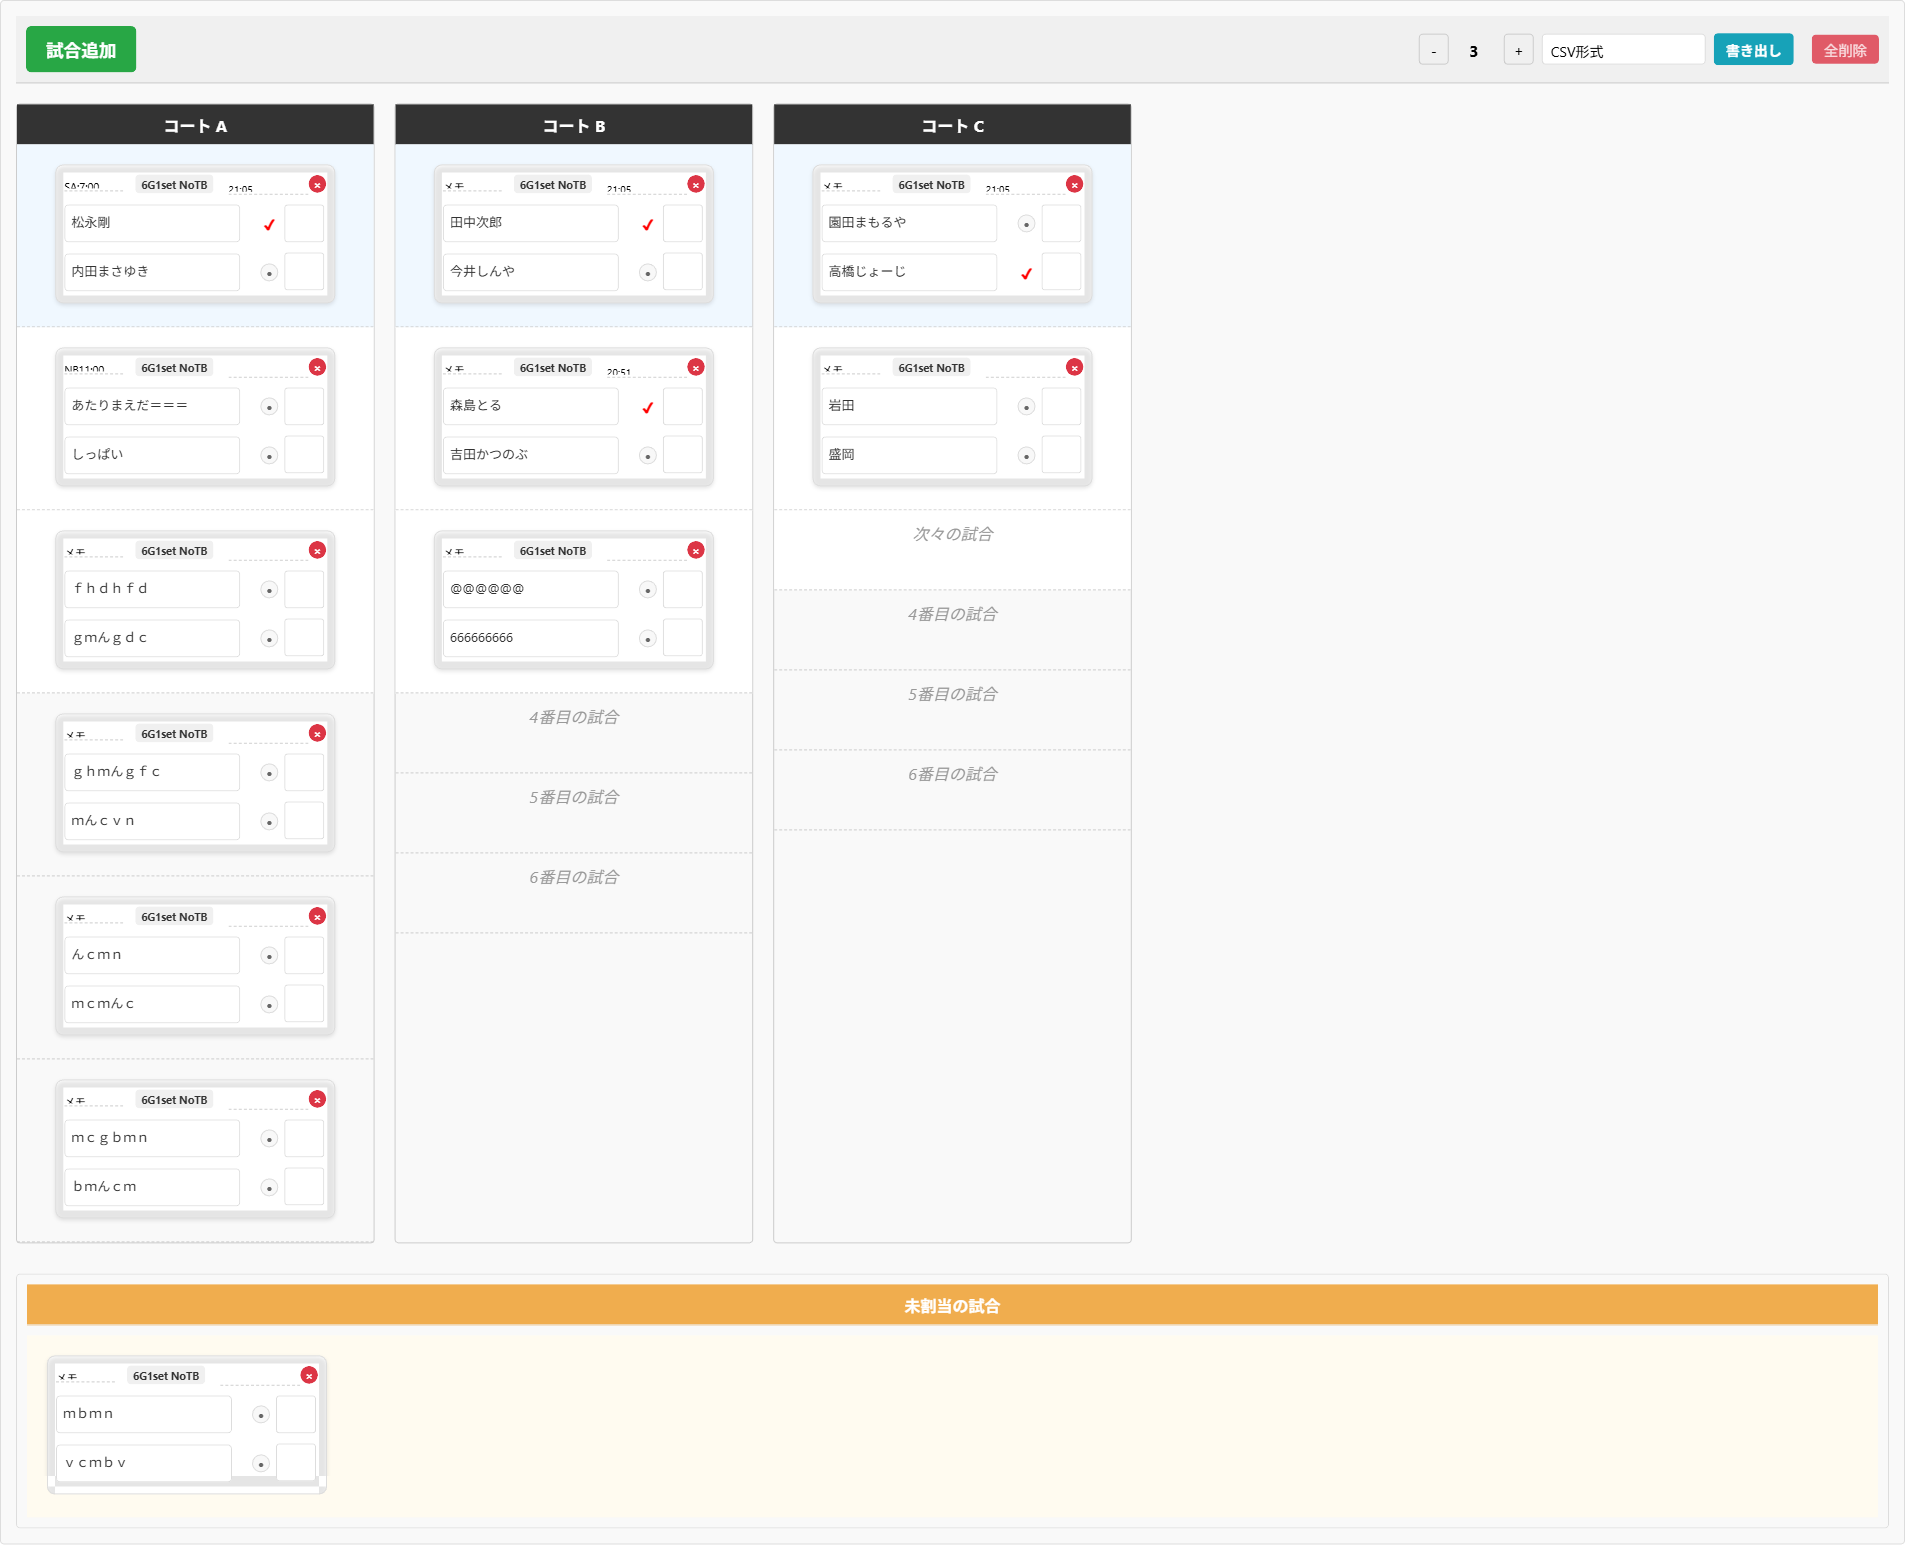 試合追加
- 3 + CSV形式 書き出し 全削除
コート A
SA:7:00 6G1set NoTB 21:05 ×
松永剛 ✓
内田まさゆき
NB11:00 6G1set NoTB ×
あたりまえだ＝＝＝
しっぱい
メモ 6G1set NoTB ×
ｆｈｄｈｆｄ
ｇｍんｇｄｃ
メモ 6G1set NoTB ×
ｇｈｍんｇｆｃ
ｍんｃｖｎ
メモ 6G1set NoTB ×
んｃｍｎ
ｍｃｍんｃ
メモ 6G1set NoTB ×
ｍｃｇｂｍｎ
ｂｍんｃｍ
コート B
メモ 6G1set NoTB 21:05 ×
田中次郎 ✓
今井しんや
メモ 6G1set NoTB 20:51 ×
森島とる ✓
吉田かつのぶ
メモ 6G1set NoTB ×
@@@@@@
666666666
4番目の試合
5番目の試合
6番目の試合
コート C
メモ 6G1set NoTB 21:05 ×
園田まもるや
高橋じょーじ ✓
メモ 6G1set NoTB ×
岩田
盛岡
次々の試合
4番目の試合
5番目の試合
6番目の試合
未割当の試合
メモ 6G1set NoTB ×
ｍｂｍｎ
ｖｃｍｂｖ